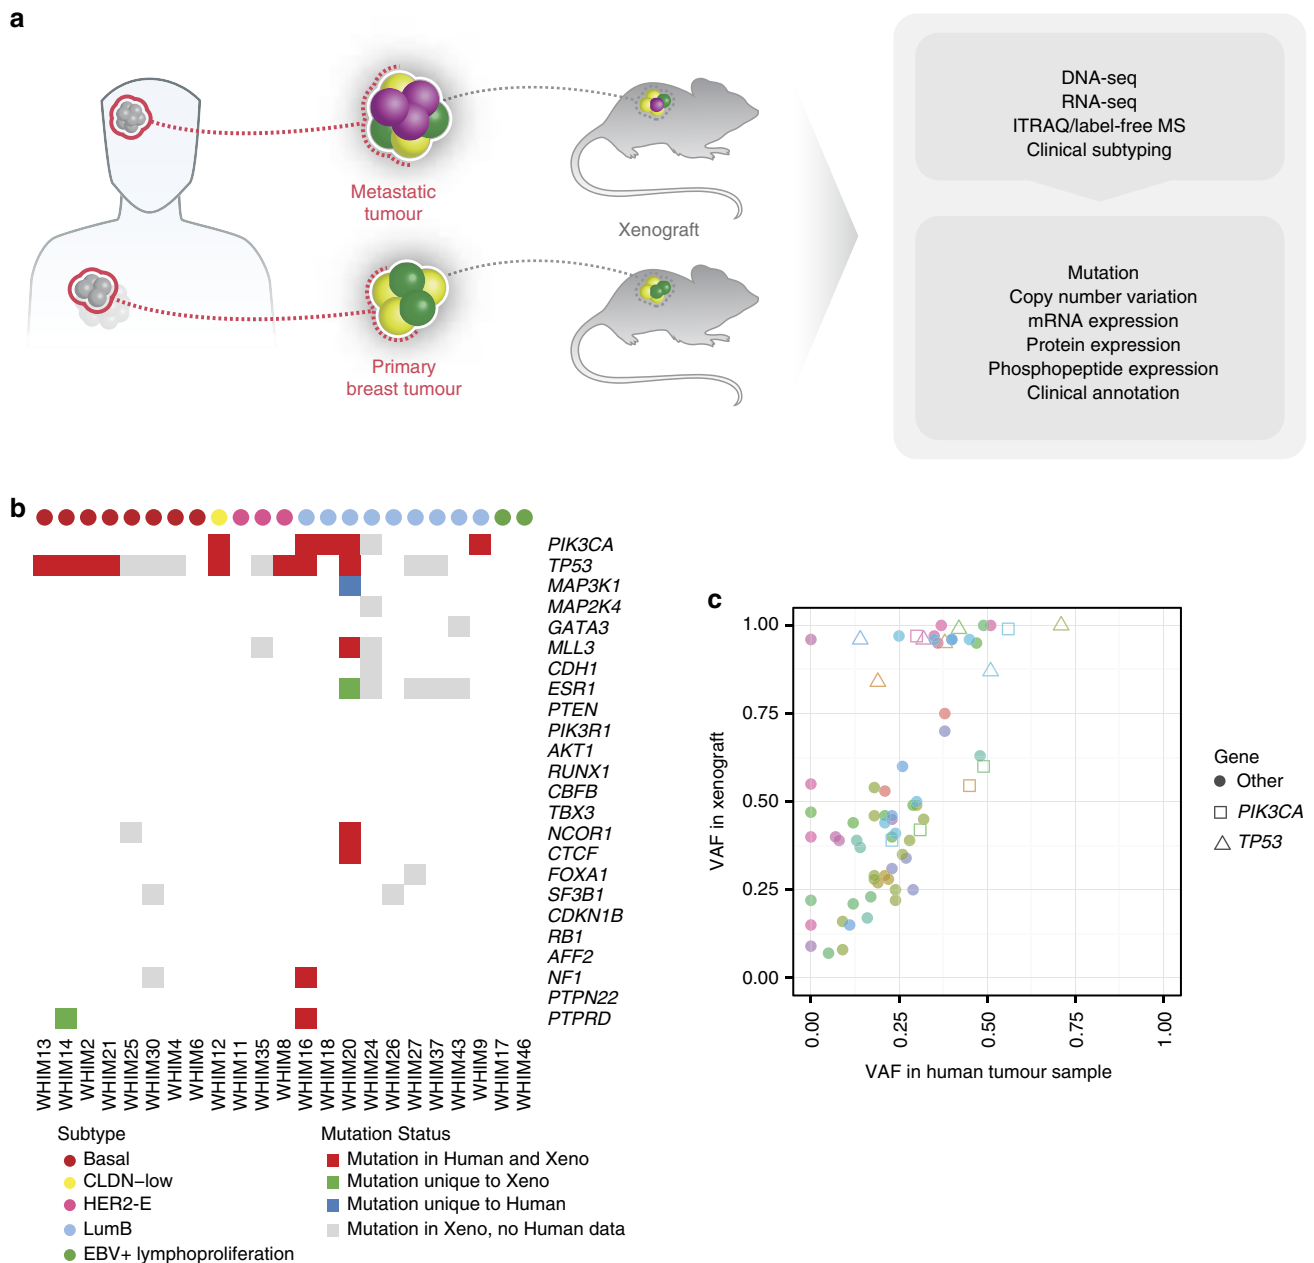 a
Metastatic
tumour
Primary
breast tumour
Xenograft
DNA-seq
RNA-seq
ITRAQ/label-free MS
Clinical subtyping
Mutation
Copy number variation
mRNA expression
Protein expression
Phosphopeptide expression
Clinical annotation
b
PIK3CA
TP53
MAP3K1
MAP2K4
GATA3
MLL3
CDH1
ESR1
PTEN
PIK3R1
AKT1
RUNX1
CBFB
TBX3
NCOR1
CTCF
FOXA1
SF3B1
CDKN1B
RB1
AFF2
NF1
PTPN22
PTPRD
WHIM13
WHIM14
WHIM2
WHIM21
WHIM25
WHIM30
WHIM4
WHIM6
WHIM12
WHIM11
WHIM35
WHIM8
WHIM16
WHIM18
WHIM20
WHIM24
WHIM26
WHIM27
WHIM37
WHIM43
WHIM9
WHIM17
WHIM46
Subtype
Basal
CLDN–low
HER2-E
LumB
EBV+ lymphoproliferation
Mutation Status
Mutation in Human and Xeno
Mutation unique to Xeno
Mutation unique to Human
Mutation in Xeno, no Human data
c
VAF in xenograft
1.00
0.75
0.50
0.25
0.00
0.00
0.25
0.50
0.75
1.00
VAF in human tumour sample
Gene
Other
PIK3CA
TP53